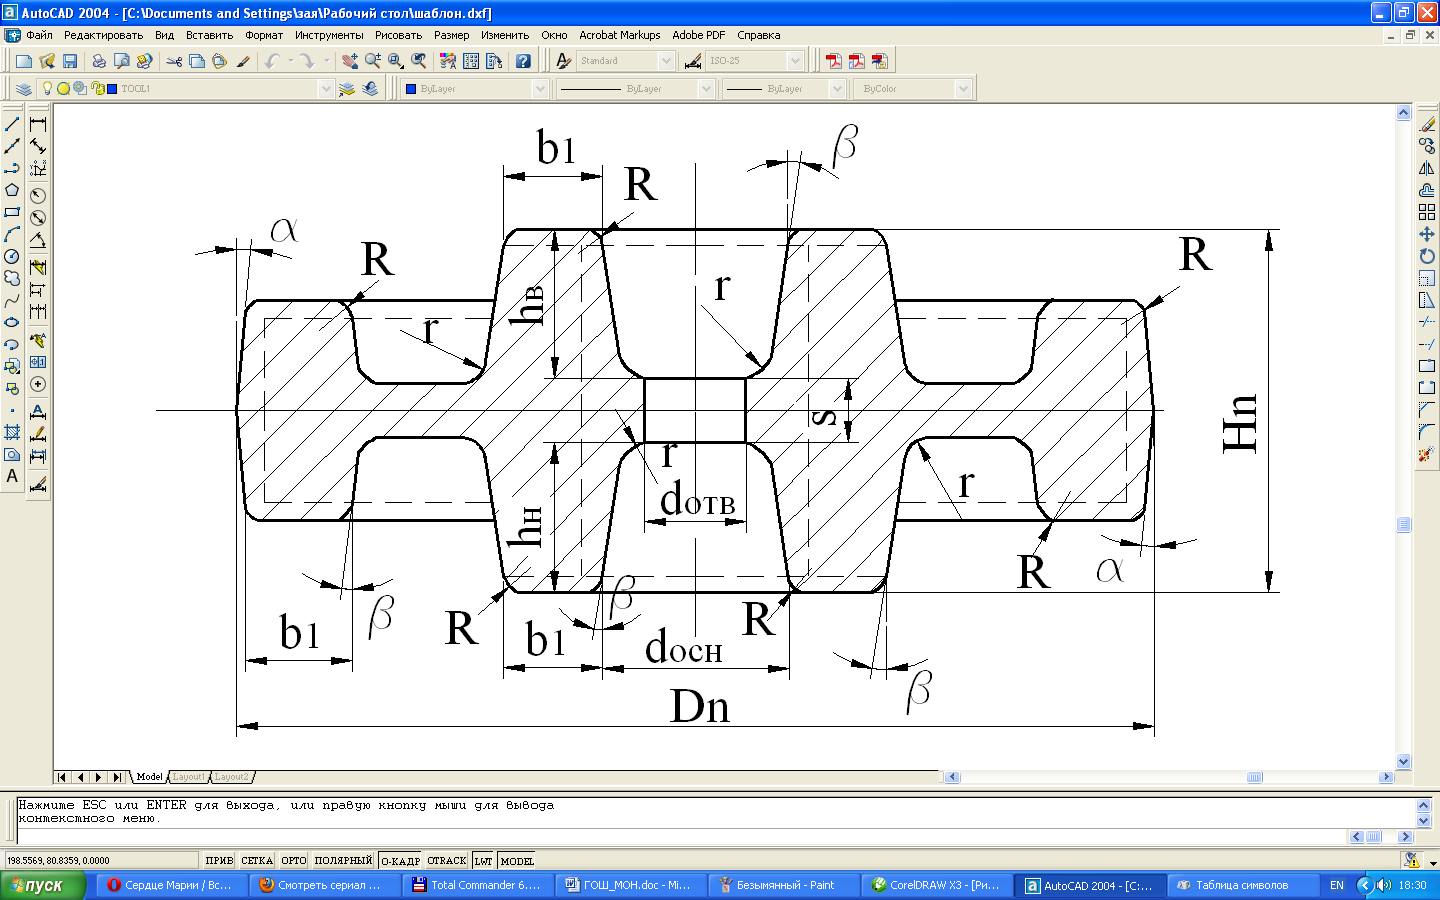 AutoCAD 2004 - [C:\Documents and Settings\зая\Рабочий стол\шаблон.dxf]
Файл Редактировать Вид Вставить Формат Инструменты Рисовать Размер Изменить Окно Acrobat Markups Adobe PDF Справка
Standard ISO-25
TOOL1 ByLayer ByLayer ByLayer ByColor
b1 β
R
α
R R
r
hв
r
Hn
s
r
dотв
r
hн
R α
β β
R R
b1 b1 dосн
β
Dn
Model Layout1 Layout2
Нажмите ESC или ENTER для выхода, или правую кнопку мыши для вывода
контекстного меню.
198.5569, 80.8359, 0.0000 ПРИВ СЕТКА ОРТО ПОЛЯРНЫЙ О-КАДР OTRACK LWT MODEL
пуск Сердце Марии / Вс... Смотреть сериал ... Total Commander 6.... ГОШ_МОН.doc - Mi... Безымянный - Paint CorelDRAW X3 - [Ри... AutoCAD 2004 - [C:... Таблица символов EN 18:30